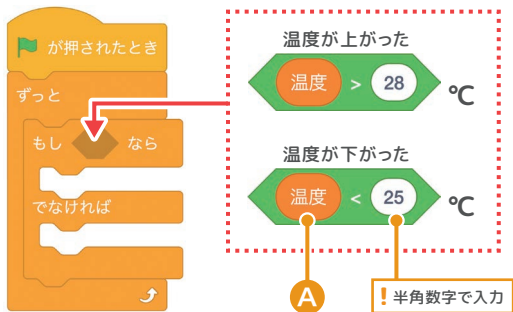 が押されたとき
ずっと
もし なら
でなければ
温度が上がった
温度 > 28 ℃
温度が下がった
温度 < 25 ℃
A
! 半角数字で入力